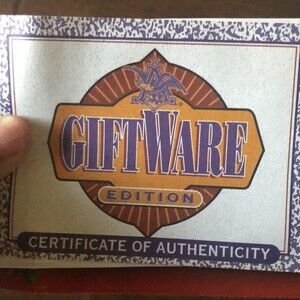 GIFTWARE
EDITION
CERTIFICATE OF AUTHENTICITY